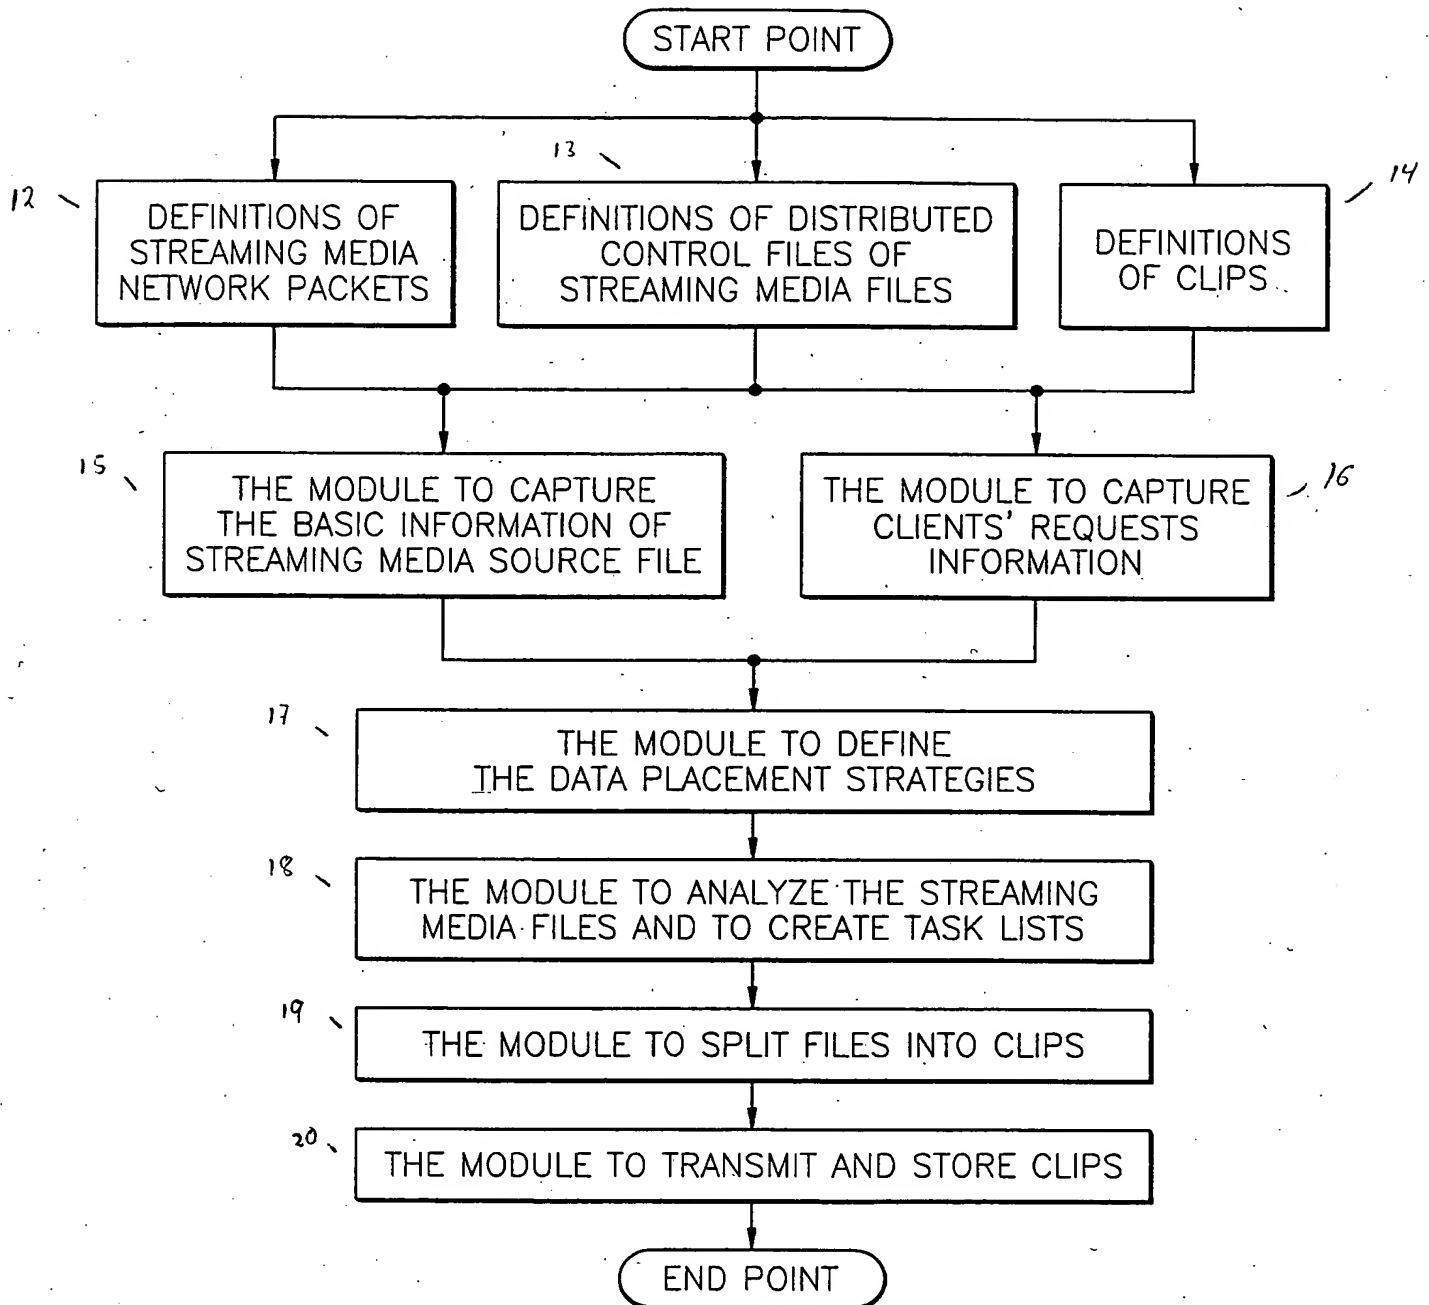 START POINT
13
12
14
DEFINITIONS OF
STREAMING MEDIA
NETWORK PACKETS
DEFINITIONS OF DISTRIBUTED
CONTROL FILES OF
STREAMING MEDIA FILES
DEFINITIONS
OF CLIPS
15
THE MODULE TO CAPTURE
THE BASIC INFORMATION OF
STREAMING MEDIA SOURCE FILE
16
THE MODULE TO CAPTURE
CLIENTS' REQUESTS
INFORMATION
17
THE MODULE TO DEFINE
THE DATA PLACEMENT STRATEGIES
18
THE MODULE TO ANALYZE THE STREAMING
MEDIA FILES AND TO CREATE TASK LISTS
19
THE MODULE TO SPLIT FILES INTO CLIPS
20
THE MODULE TO TRANSMIT AND STORE CLIPS
END POINT